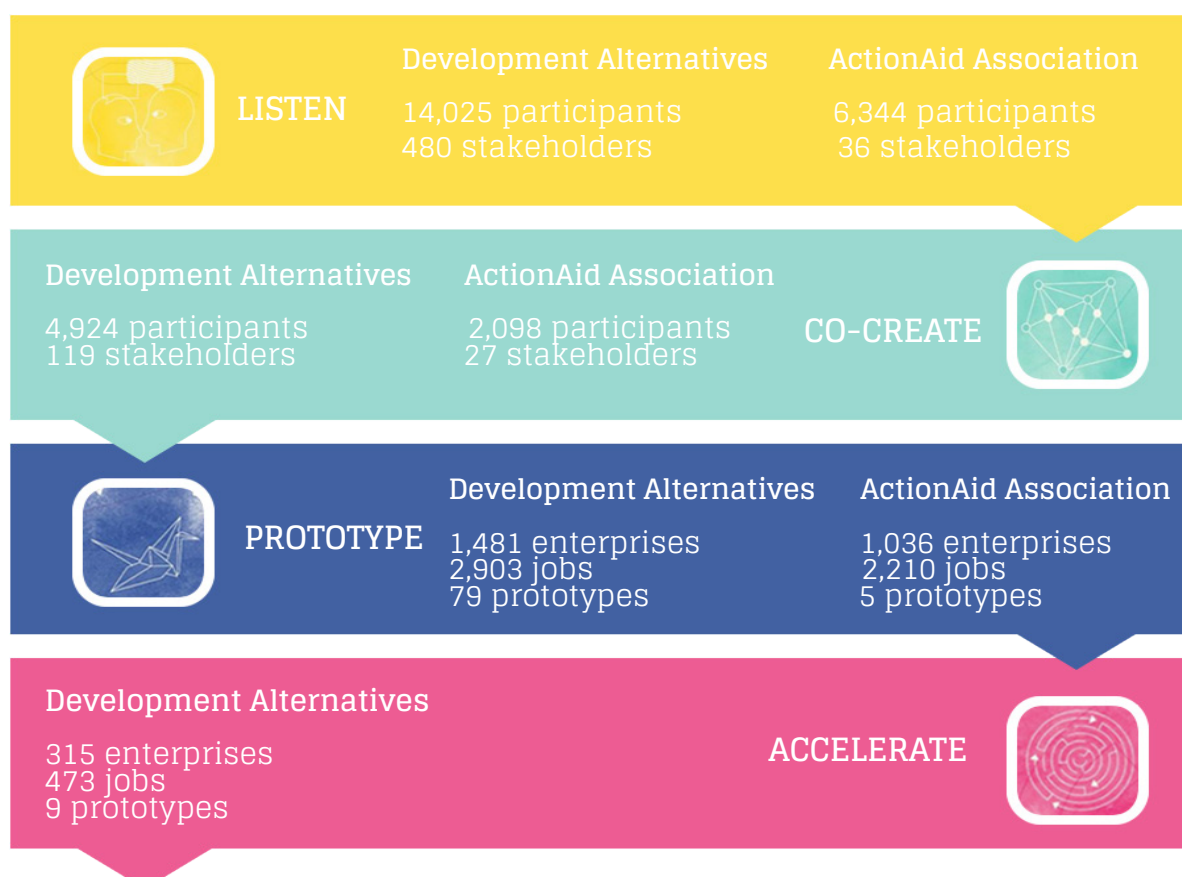 LISTEN
Development Alternatives
14,025 participants
480 stakeholders
ActionAid Association
6,344 participants
36 stakeholders
Development Alternatives
4,924 participants
119 stakeholders
ActionAid Association
2,098 participants
27 stakeholders
CO-CREATE
PROTOTYPE
Development Alternatives
1,481 enterprises
2,903 jobs
79 prototypes
ActionAid Association
1,036 enterprises
2,210 jobs
5 prototypes
Development Alternatives
315 enterprises
473 jobs
9 prototypes
ACCELERATE